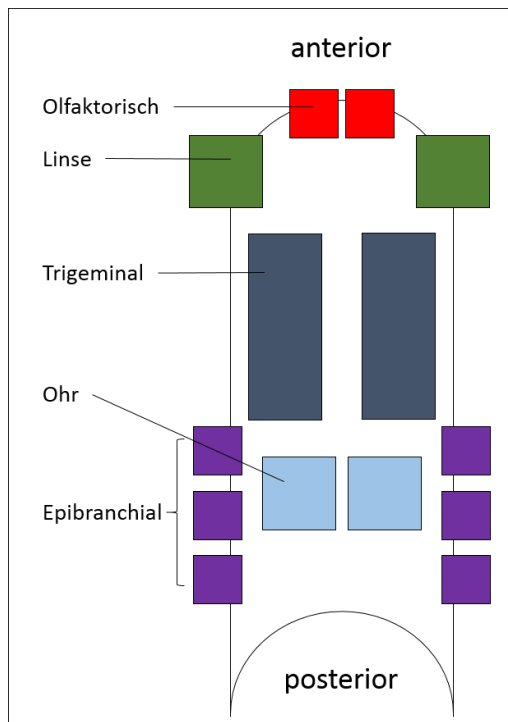 anterior
Olfaktorisch
Linse
Trigeminal
Ohr
Epibranchial
posterior